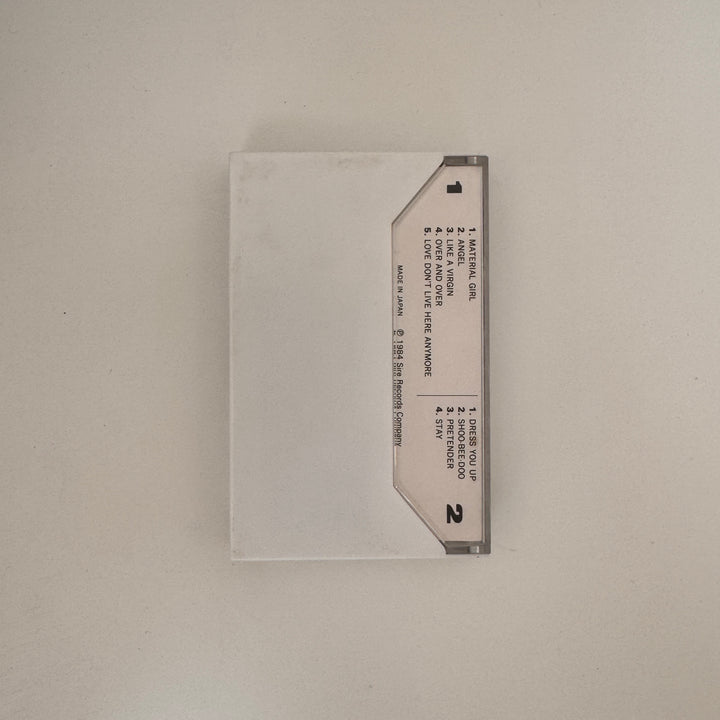 1
1. MATERIAL GIRL
2. ANGEL
3. LIKE A VIRGIN
4. OVER AND OVER
5. LOVE DON'T LIVE HERE ANYMORE
1. DRESS YOU UP
2. SHOO-BEE-DOO
3. PRETENDER
4. STAY
2
MADE IN JAPAN ℗ 1984 Sire Records Company